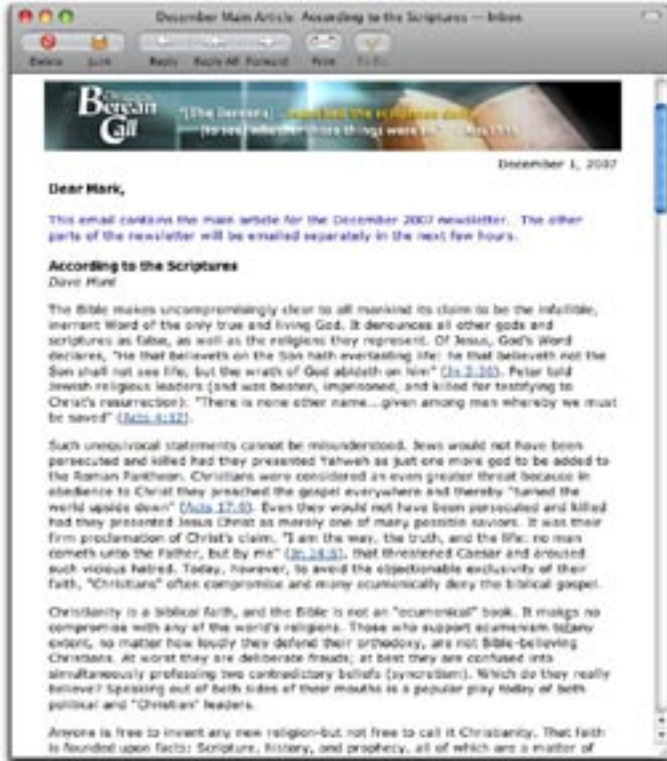 December Main Article: According to the Scriptures — Inbox
Delete Junk Reply Reply All Forward Print To Do
The
Berean
Call
"[The Bereans] ...examined the scriptures daily
[to see] whether those things were so." Acts 17:11
December 1, 2007
Dear Mark,
This email contains the main article for the December 2007 newsletter. The other
parts of the newsletter will be emailed separately in the next few hours.
According to the Scriptures
Dave Hunt
The Bible makes uncompromisingly clear to all mankind its claim to be the infallible,
inerrant Word of the only true and living God. It denounces all other gods and
scriptures as false, as well as the religions they represent. Of Jesus, God's Word
declares, "He that believeth on the Son hath everlasting life: he that believeth not the
Son shall not see life, but the wrath of God abideth on him" (Jn 3:36). Peter told
Jewish religious leaders (and was beaten, imprisoned, and killed for testifying to
Christ's resurrection): "There is none other name...given among men whereby we must
be saved" (Acts 4:12).
Such unequivocal statements cannot be misunderstood. Jews would not have been
persecuted and killed had they presented Yahweh as just one more god to be added to
the Roman Pantheon. Christians were considered an even greater threat because in
obedience to Christ they preached the gospel everywhere and thereby "turned the
world upside down" (Acts 17:6). Even they would not have been persecuted and killed
had they presented Jesus Christ as merely one of many possible saviors. It was their
firm proclamation of Christ's claim, "I am the way, the truth, and the life: no man
cometh unto the Father, but by me" (Jn 14:6), that threatened Caesar and aroused
such vicious hatred. Today, however, to avoid the objectionable exclusivity of their
faith, "Christians" often compromise and many ecumenically deny the biblical gospel.
Christianity is a biblical faith, and the Bible is not an "ecumenical" book. It makes no
compromise with any of the world's religions. Those who support ecumenism to any
extent, no matter how loudly they defend their orthodoxy, are not Bible-believing
Christians. At worst they are deliberate frauds; at best they are confused into
simultaneously professing two contradictory beliefs (syncretism). Which do they really
believe? Speaking out of both sides of their mouths is a popular play today of both
political and "Christian" leaders.
Anyone is free to invent any new religion-but not free to call it Christianity. That faith
is founded upon facts: Scripture, history, and prophecy, all of which are a matter of